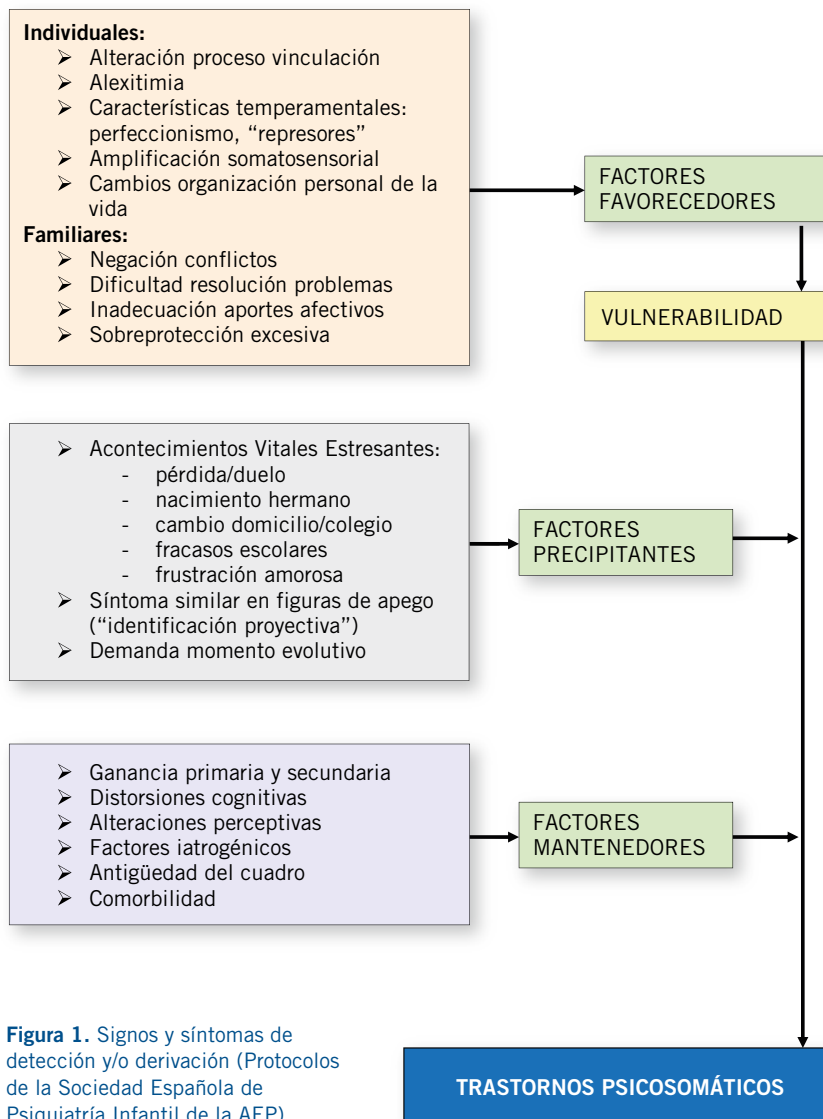 Individuales:
➢ Alteración proceso vinculación
➢ Alexitimia
➢ Características temperamentales:
perfeccionismo, “represores”
➢ Amplificación somatosensorial
➢ Cambios organización personal de la
vida
Familiares:
➢ Negación conflictos
➢ Dificultad resolución problemas
➢ Inadecuación aportes afectivos
➢ Sobreprotección excesiva
FACTORES
FAVORECEDORES
VULNERABILIDAD
➢ Acontecimientos Vitales Estresantes:
- pérdida/duelo
- nacimiento hermano
- cambio domicilio/colegio
- fracasos escolares
- frustración amorosa
➢ Síntoma similar en figuras de apego
(“identificación proyectiva”)
➢ Demanda momento evolutivo
FACTORES
PRECIPITANTES
➢ Ganancia primaria y secundaria
➢ Distorsiones cognitivas
➢ Alteraciones perceptivas
➢ Factores iatrogénicos
➢ Antigüedad del cuadro
➢ Comorbilidad
FACTORES
MANTENEDORES
Figura 1. Signos y síntomas de
detección y/o derivación (Protocolos
de la Sociedad Española de
Psiquiatría Infantil de la AEP)
TRASTORNOS PSICOSOMÁTICOS